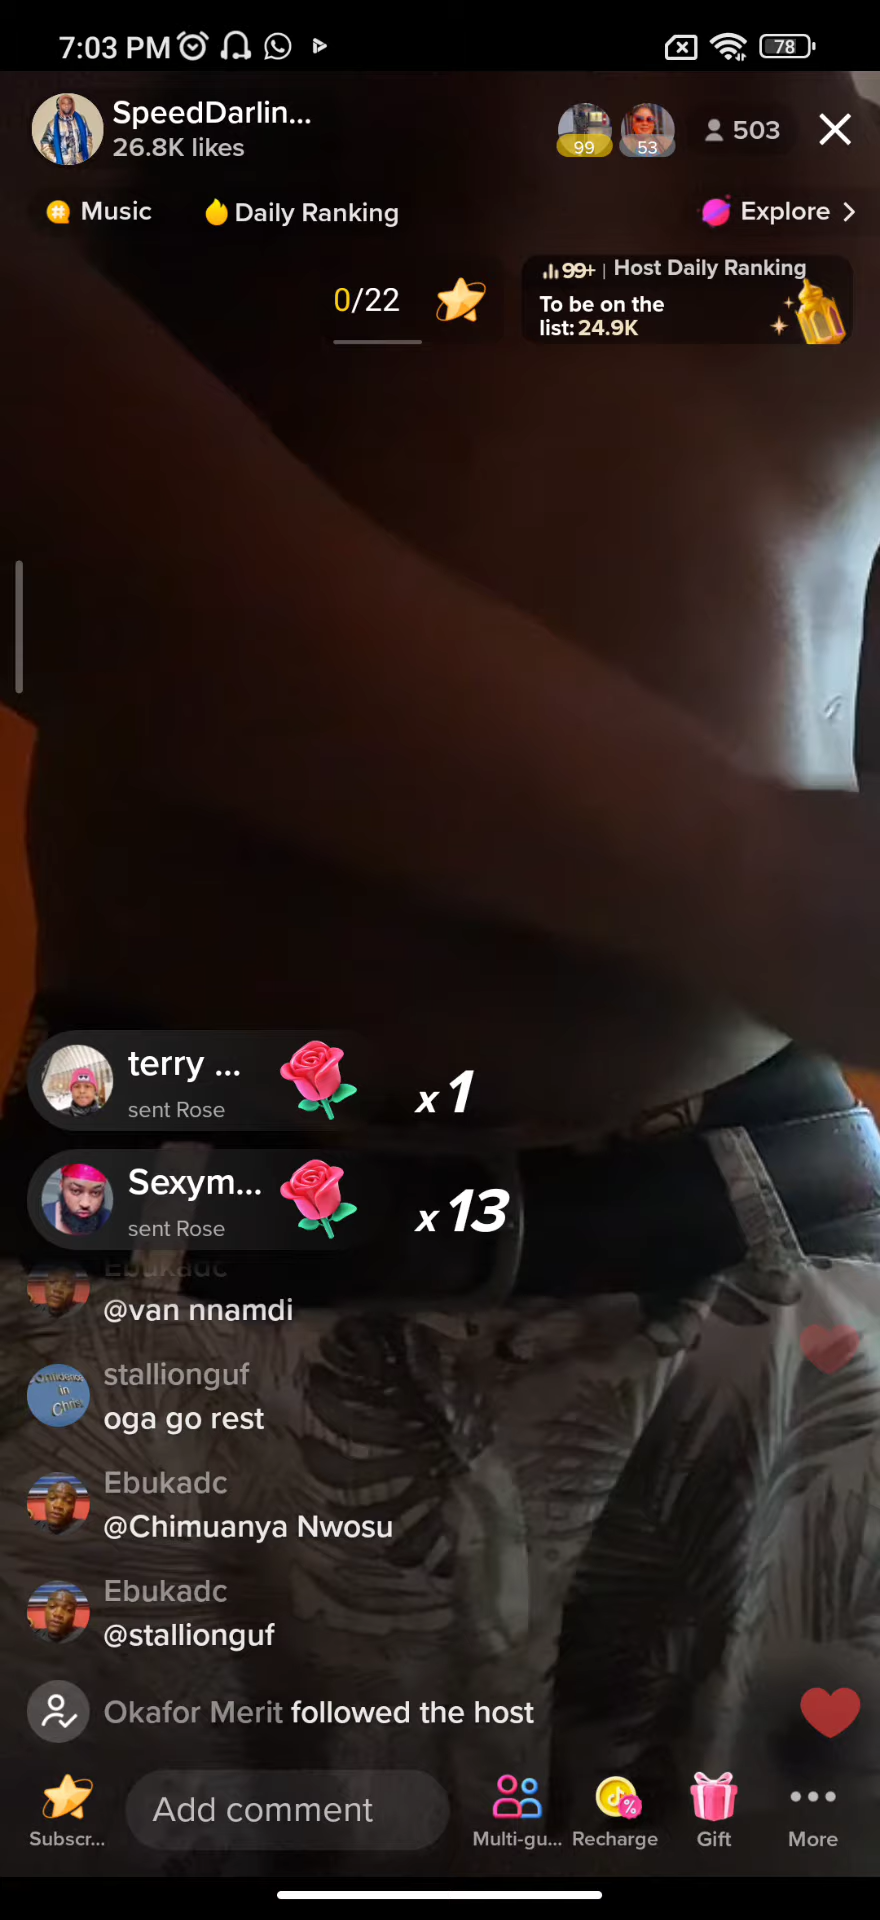 7:03 PM
78
SpeedDarlin...
26.8K likes
99
53
503
Music
Daily Ranking
Explore
0/22
99+ | Host Daily Ranking
To be on the
list: 24.9K
terry ...
sent Rose
x1
Sexym...
sent Rose
x13
Ebukadc
@van nnamdi
stallionguf
in
Christ
oga go rest
Ebukadc
@Chimuanya Nwosu
Ebukadc
@stallionguf
Okafor Merit followed the host
Add comment
Subscr...
Multi-gu...
Recharge
Gift
More